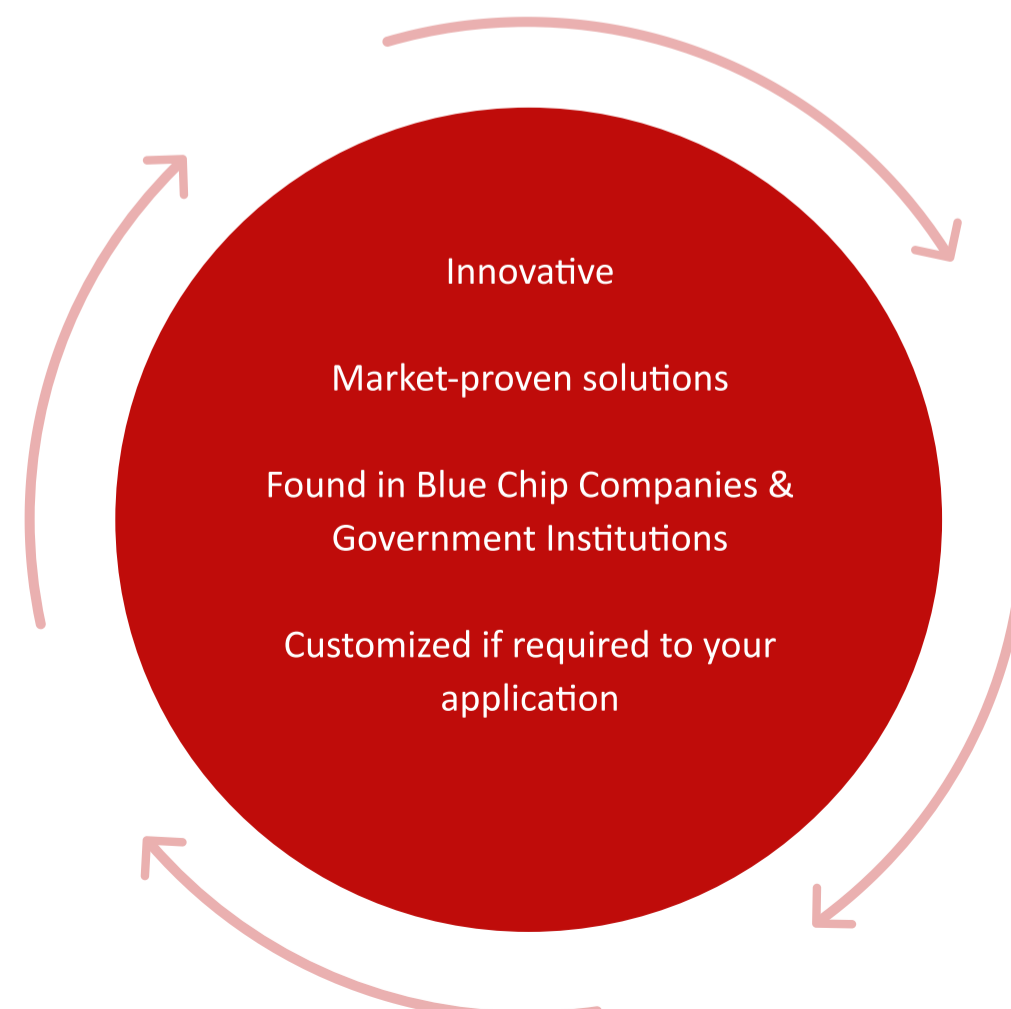 Innovative
Market-proven solutions
Found in Blue Chip Companies &
Government Institutions
Customized if required to your
application